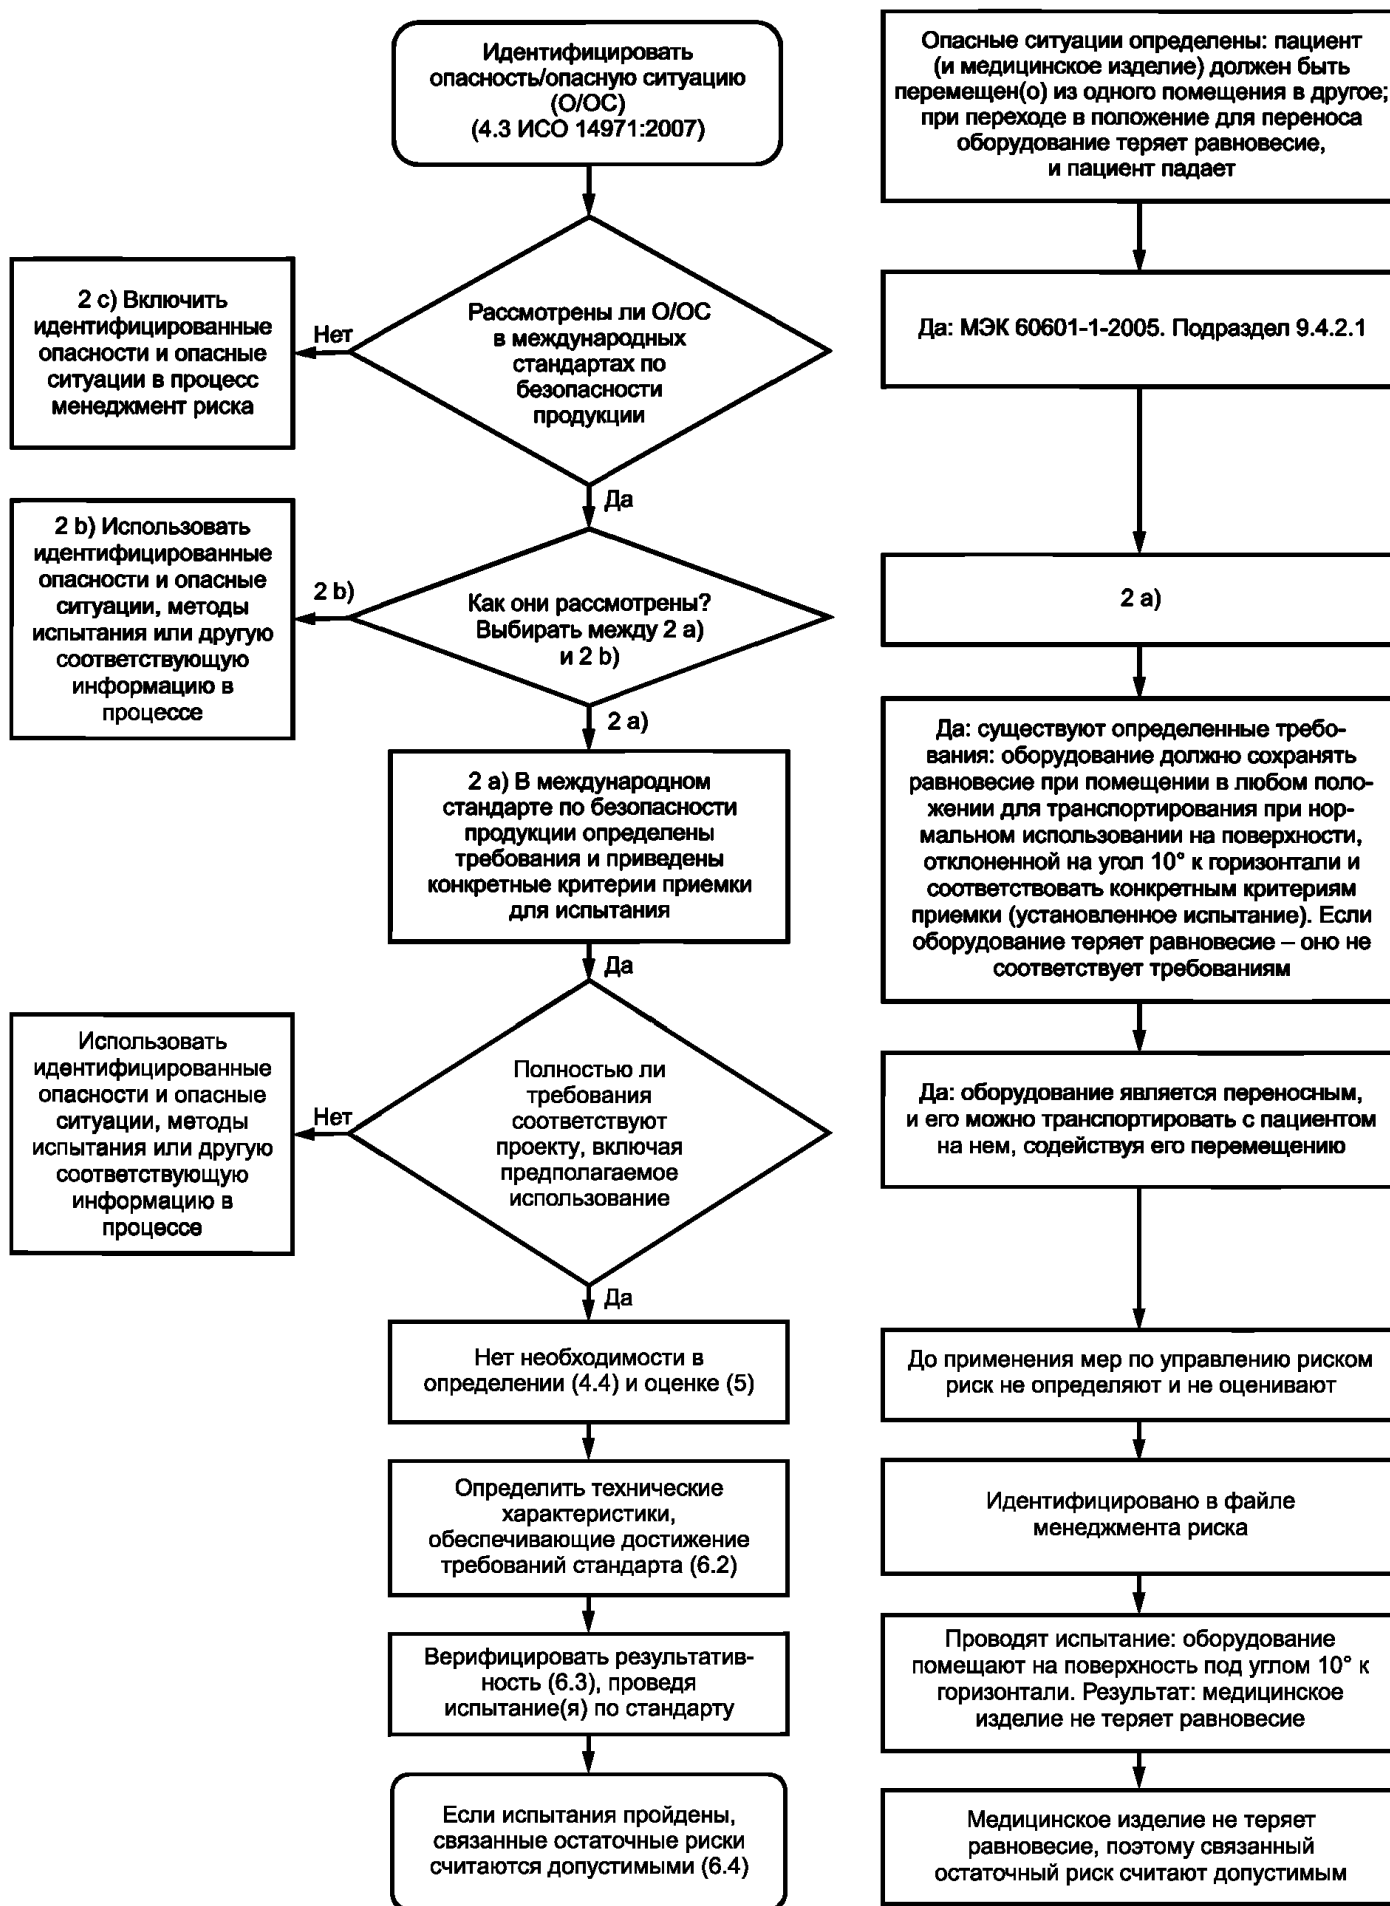 Идентифицировать
опасность/опасную ситуацию
(О/ОС)
(4.3 ИСО 14971:2007)
Рассмотрены ли О/ОС
в международных
стандартах по
безопасности
продукции
Нет
2 c) Включить
идентифицированные
опасности и опасные
ситуации в процесс
менеджмент риска
Да
Как они рассмотрены?
Выбирать между 2 a)
и 2 b)
2 b)
2 b) Использовать
идентифицированные
опасности и опасные
ситуации, методы
испытания или другую
соответствующую
информацию в
процессе
2 a)
2 a) В международном
стандарте по безопасности
продукции определены
требования и приведены
конкретные критерии приемки
для испытания
Да
Полностью ли
требования
соответствуют
проекту, включая
предполагаемое
использование
Нет
Использовать
идентифицированные
опасности и опасные
ситуации, методы
испытания или другую
соответствующую
информацию в
процессе
Да
Нет необходимости в
определении (4.4) и оценке (5)
Определить технические
характеристики,
обеспечивающие достижение
требований стандарта (6.2)
Верифицировать результатив-
ность (6.3), проведя
испытание(я) по стандарту
Если испытания пройдены,
связанные остаточные риски
считаются допустимыми (6.4)
Опасные ситуации определены: пациент
(и медицинское изделие) должен быть
перемещен(о) из одного помещения в другое;
при переходе в положение для переноса
оборудование теряет равновесие,
и пациент падает
Да: МЭК 60601-1-2005. Подраздел 9.4.2.1
2 a)
Да: существуют определенные требо-
вания: оборудование должно сохранять
равновесие при помещении в любом поло-
жении для транспортирования при нор-
мальном использовании на поверхности,
отклоненной на угол 10° к горизонтали и
соответствовать конкретным критериям
приемки (установленное испытание). Если
оборудование теряет равновесие – оно не
соответствует требованиям
Да: оборудование является переносным,
и его можно транспортировать с пациентом
на нем, содействуя его перемещению
До применения мер по управлению риском
риск не определяют и не оценивают
Идентифицировано в файле
менеджмента риска
Проводят испытание: оборудование
помещают на поверхность под углом 10° к
горизонтали. Результат: медицинское
изделие не теряет равновесие
Медицинское изделие не теряет
равновесие, поэтому связанный
остаточный риск считают допустимым